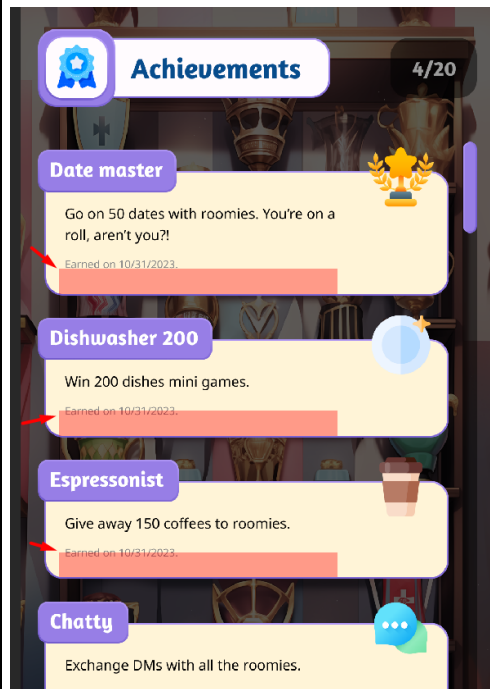 Achievements
4/20
Date master
Go on 50 dates with roomies. You're on a
roll, aren't you?!
Earned on 10/31/2023.
Dishwasher 200
Win 200 dishes mini games.
Earned on 10/31/2023.
Espressonist
Give away 150 coffees to roomies.
Earned on 10/31/2023.
Chatty
Exchange DMs with all the roomies.